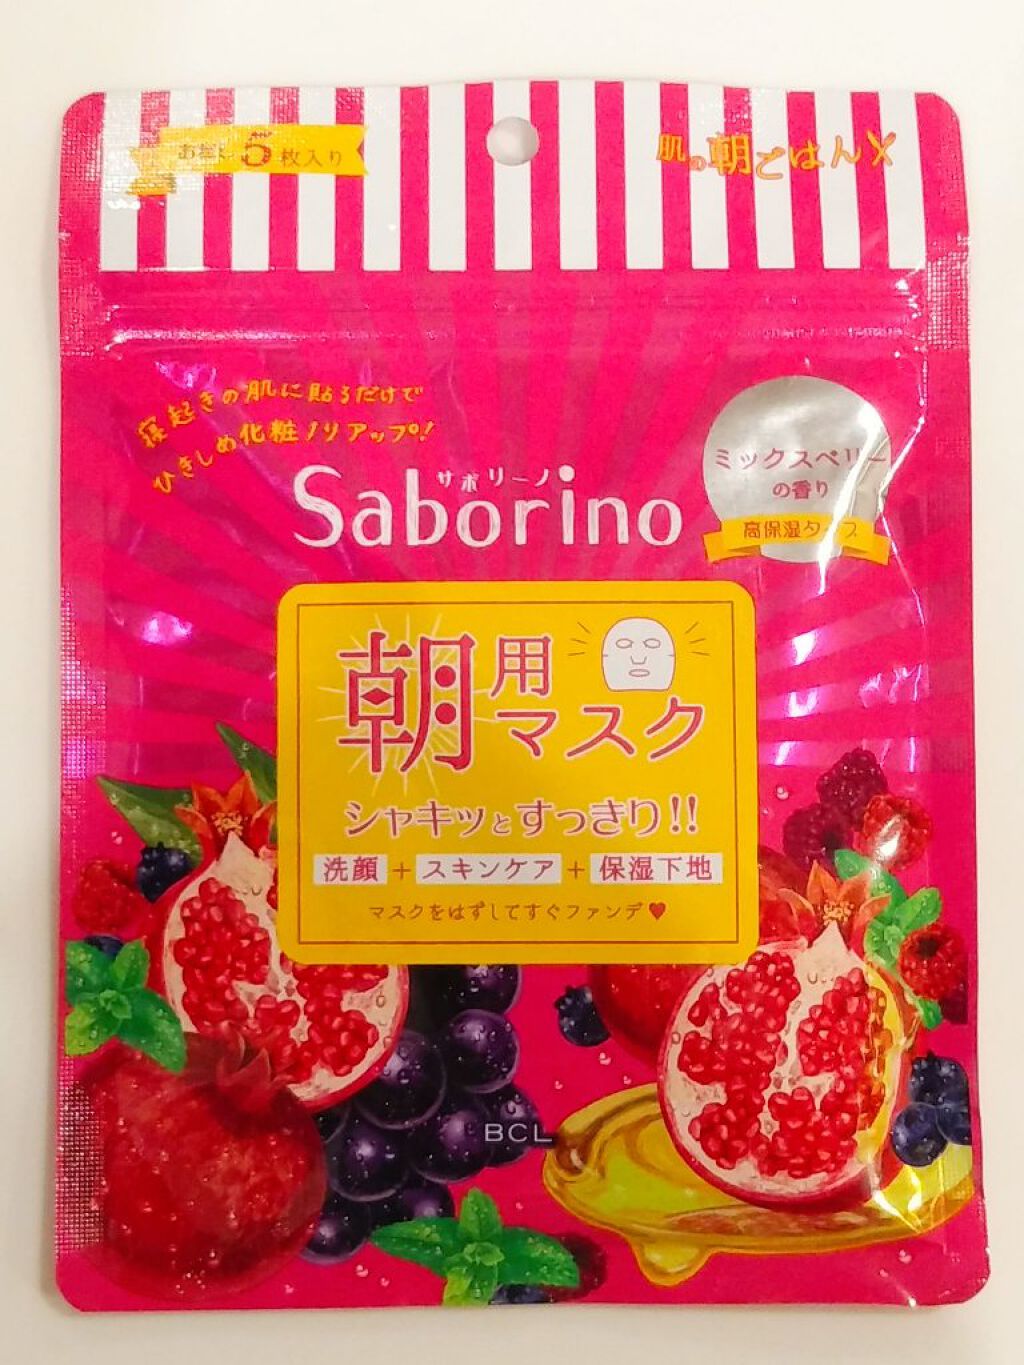 お楽し 5 枚入り
肌の朝ごはん
寝起きの肌に貼るだけで
ひきしめ化粧ノリアップ!
サボリーノ
Saborino
ミックスベリー
の香り
高保湿タイプ
朝用
マスク
シャキッとすっきり!!
洗顔+スキンケア+保湿下地
マスクをはずしてすぐファンデ♥
BCL